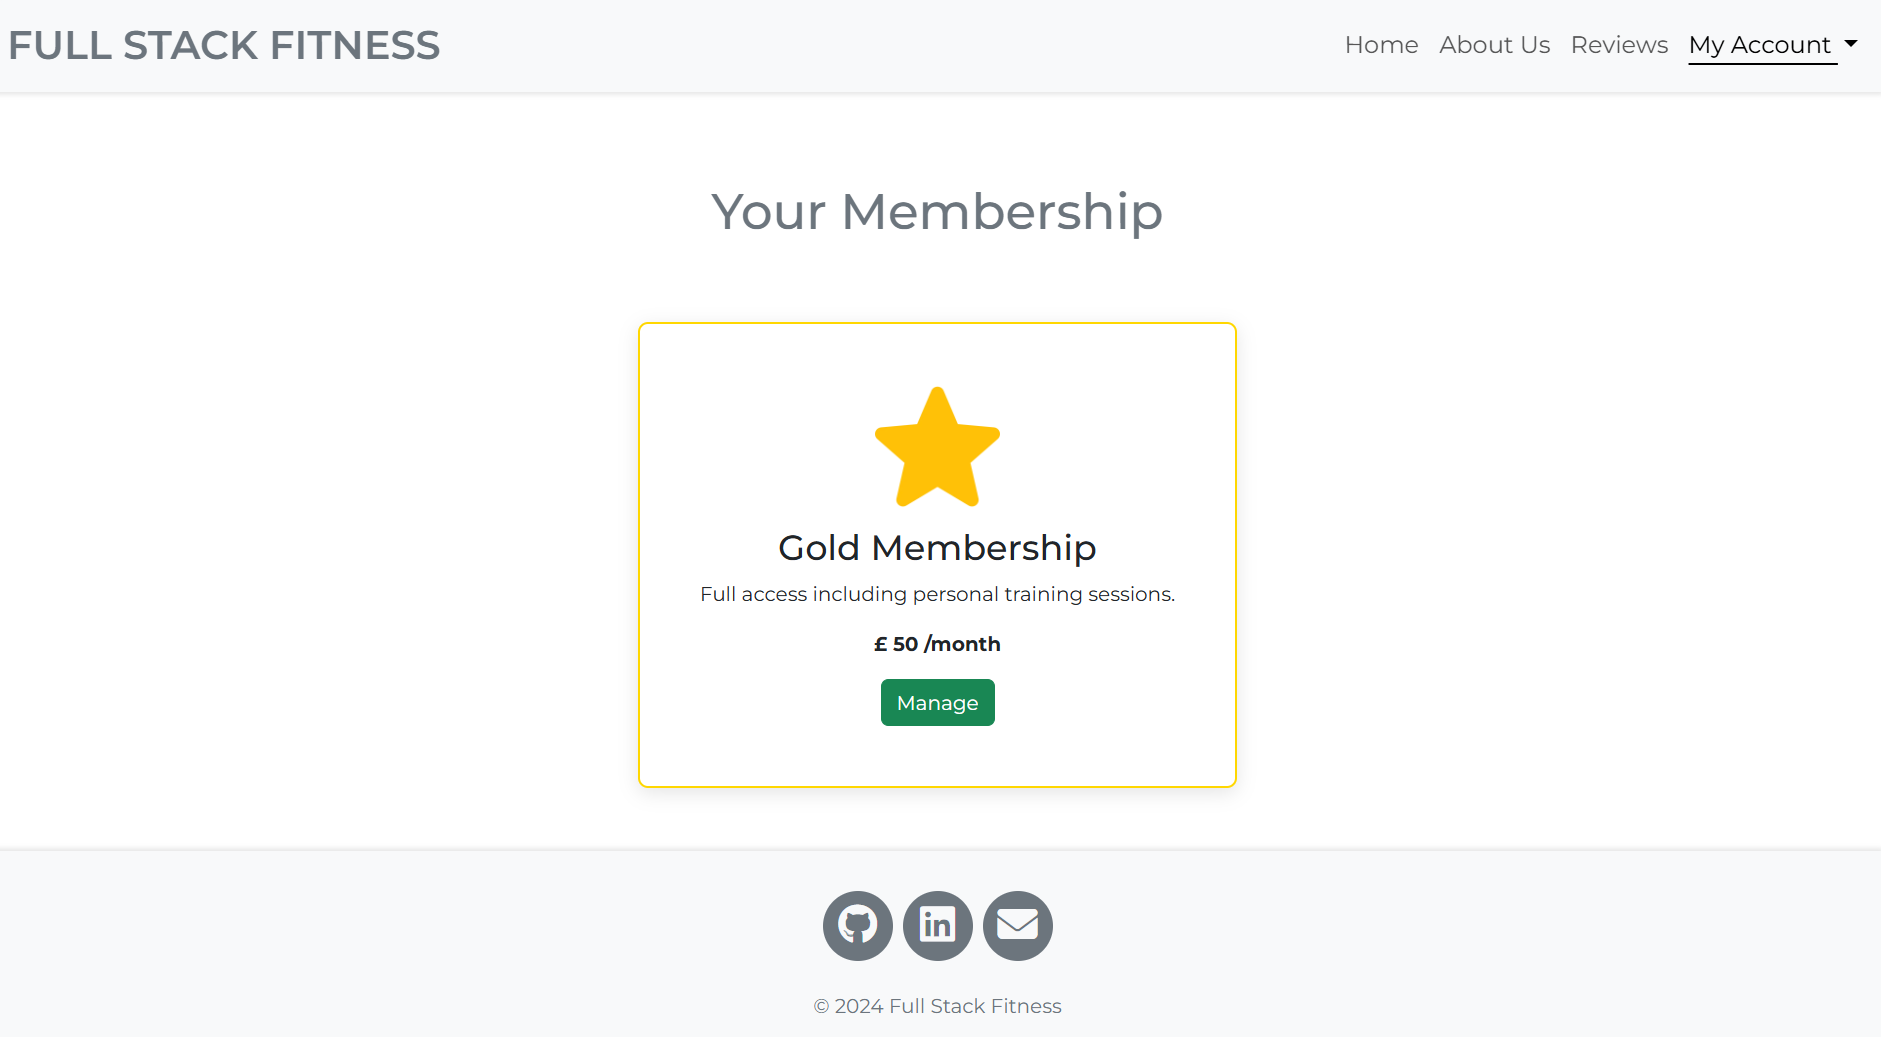 FULL STACK FITNESS
Home About Us Reviews My Account
Your Membership
Gold Membership
Full access including personal training sessions.
£ 50 /month
Manage
in
© 2024 Full Stack Fitness